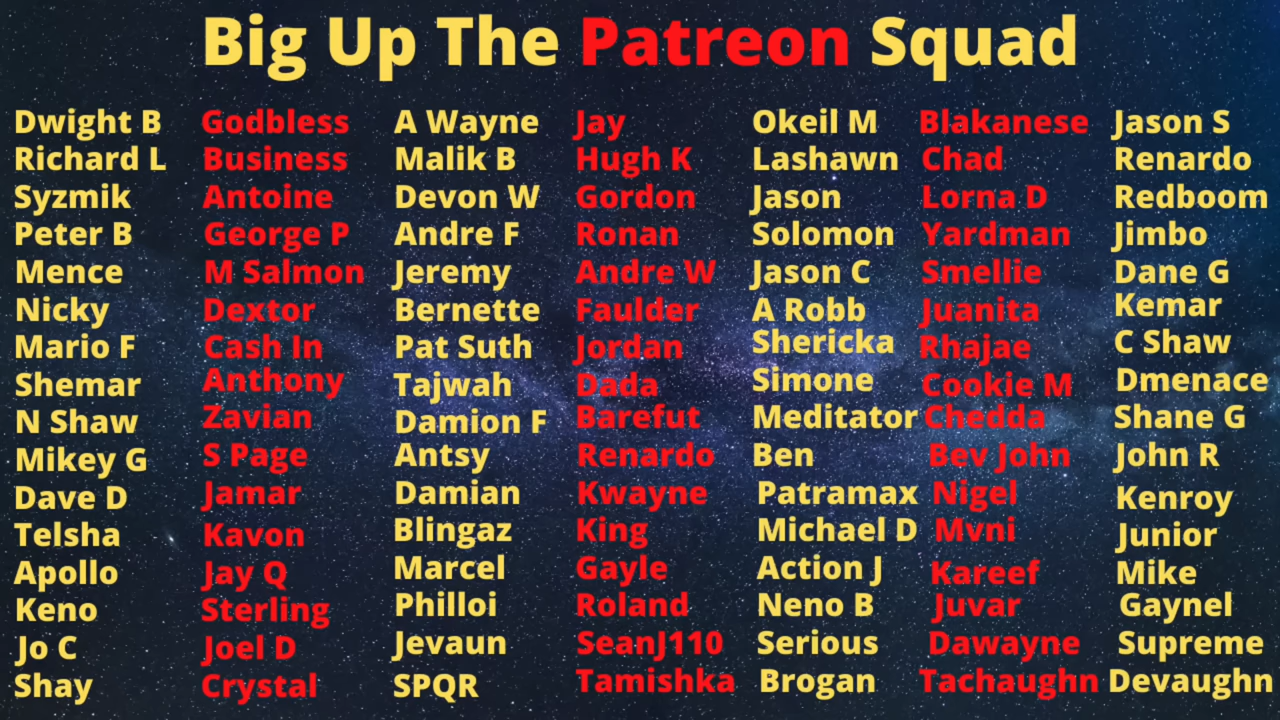 Big Up The Patreon Squad
Dwight B Godbless A Wayne Jay Okeil M Blakanese Jason S
Richard L Business Malik B Hugh K Lashawn Chad Renardo
Syzmik Antoine Devon W Gordon Jason Lorna D Redboom
Peter B George P Andre F Ronan Solomon Yardman Jimbo
Mence M Salmon Jeremy Andre W Jason C Smellie Dane G
Nicky Dextor Bernette Faulder A Robb Juanita Kemar
Mario F Cash In Pat Suth Jordan Shericka Rhajae C Shaw
Shemar Anthony Tajwah Dada Simone Cookie M Dmenace
N Shaw Zavian Damion F Barefut Meditator Chedda Shane G
Mikey G S Page Antsy Renardo Ben Bev John John R
Dave D Jamar Damian Kwayne Patramax Nigel Kenroy
Telsha Kavon Blingaz King Michael D Mvni Junior
Apollo Jay Q Marcel Gayle Action J Kareef Mike
Keno Sterling Philloi Roland Neno B Juvar Gaynel
Jo C Joel D Jevaun SeanJ110 Serious Dawayne Supreme
Shay Crystal SPQR Tamishka Brogan Tachaughn Devaughn